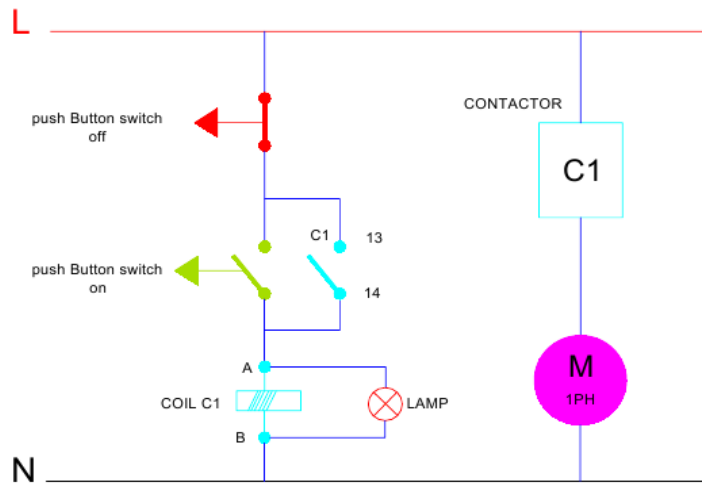 L
push Button switch
off
CONTACTOR
C1
C1
13
push Button switch
on
14
A
COIL C1
LAMP
B
M
1PH
N